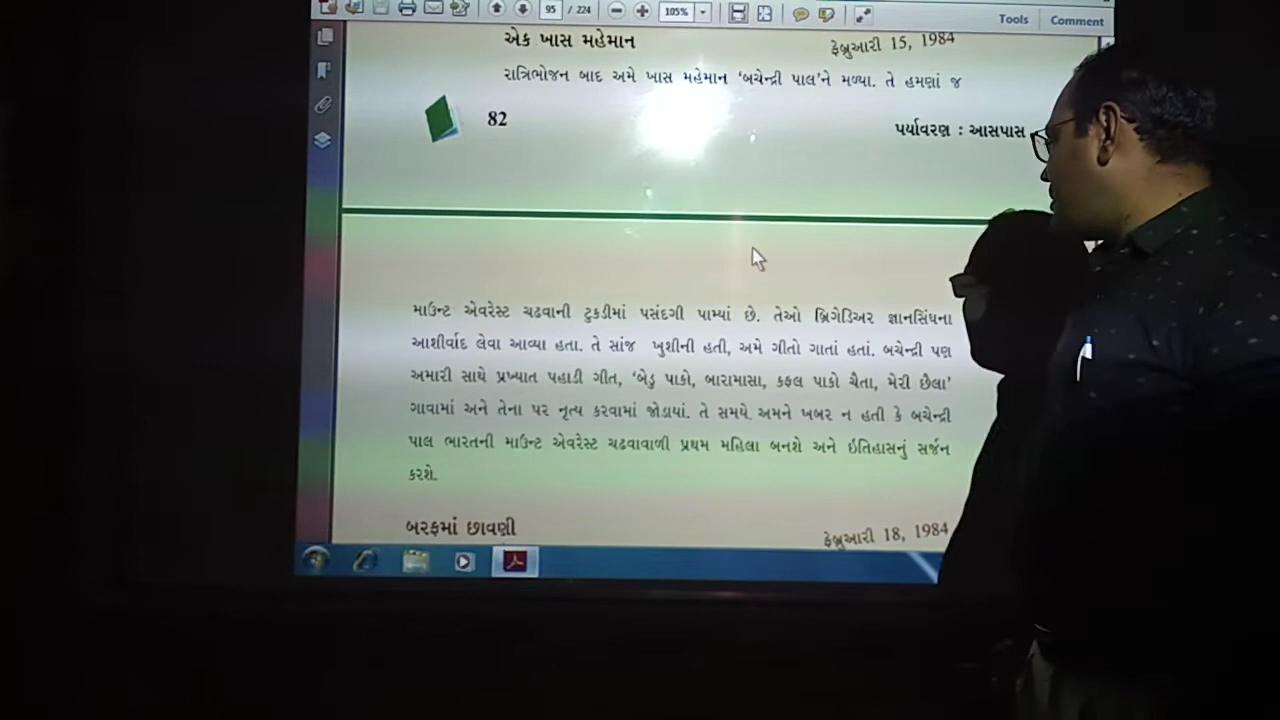 95 / 224 105% Tools Comment
એક ખાસ મહેમાન ફેબ્રુઆરી 15, 1984
રાત્રિભોજન બાદ અમે ખાસ મહેમાન ‘બચેન્દ્રી પાલ’ને મળ્યા. તે હમણાં જ
82 પર્યાવરણ : આસપાસ
માઉન્ટ એવરેસ્ટ ચઢવાની ટુકડીમાં પસંદગી પામ્યાં છે. તેઓ બ્રિગેડિઅર જ્ઞાનસિંઘના
આશીર્વાદ લેવા આવ્યા હતા. તે સાંજ ખુશીની હતી, અમે ગીતો ગાતાં હતાં. બચેન્દ્રી પણ
અમારી સાથે પ્રખ્યાત પહાડી ગીત, ‘બેડુ પાકો, બારામાસા, કફલ પાકો ચૈતા, મેરી છૈલા’
ગાવામાં અને તેના પર નૃત્ય કરવામાં જોડાયાં. તે સમયે અમને ખબર ન હતી કે બચેન્દ્રી
પાલ ભારતની માઉન્ટ એવરેસ્ટ ચઢવાવાળી પ્રથમ મહિલા બનશે અને ઇતિહાસનું સર્જન
કરશે.
બરફમાં છાવણી ફેબ્રુઆરી 18, 1984